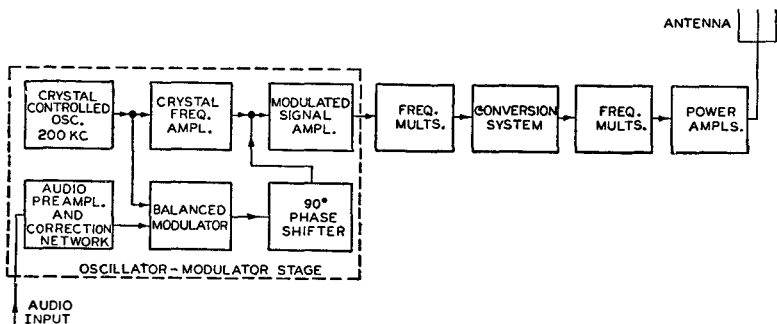 ANTENNA
CRYSTAL
CONTROLLED
OSC.
200 KC
CRYSTAL
FREQ.
AMPL.
MODULATED
SIGNAL
AMPL.
FREQ.
MULTS.
CONVERSION
SYSTEM
FREQ.
MULTS.
POWER
AMPLS.
AUDIO
PREAMPL.
AND
CORRECTION
NETWORK
BALANCED
MODULATOR
90°
PHASE
SHIFTER
OSCILLATOR-MODULATOR STAGE
AUDIO
INPUT